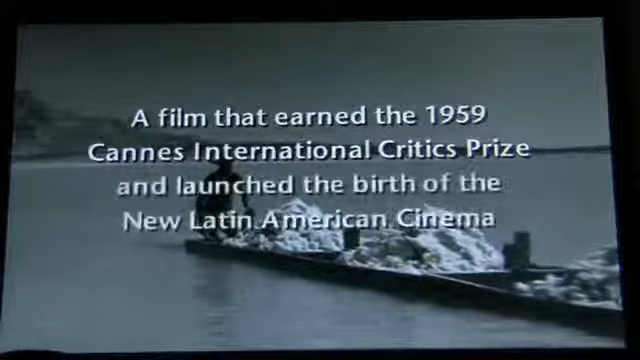 A film that earned the 1959
Cannes International Critics Prize
and launched the birth of the
New Latin American Cinema